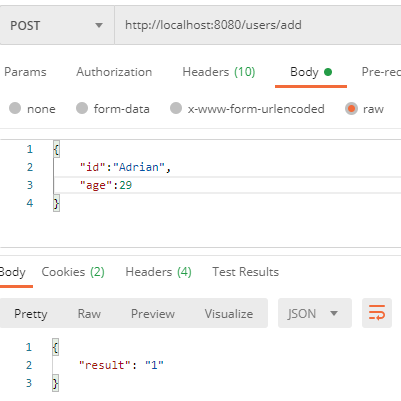 POST http://localhost:8080/users/add
Params Authorization Headers (10) Body Pre-rec
none form-data x-www-form-urlencoded raw
1 {
2 "id":"Adrian",
3 "age":29
4 }
Body Cookies (2) Headers (4) Test Results
Pretty Raw Preview Visualize JSON
1 {
2 "result": "1"
3 }